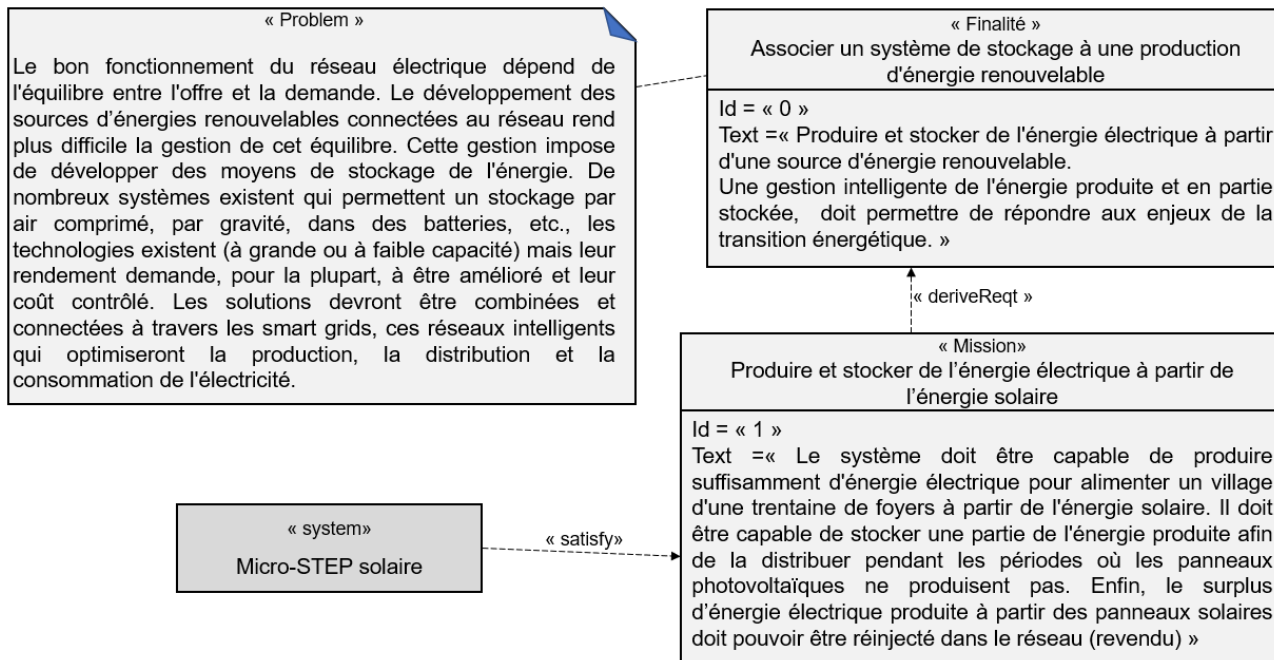 « Problem »
Le bon fonctionnement du réseau électrique dépend de
l'équilibre entre l'offre et la demande. Le développement des
sources d'énergies renouvelables connectées au réseau rend
plus difficile la gestion de cet équilibre. Cette gestion impose
de développer des moyens de stockage de l'énergie. De
nombreux systèmes existent qui permettent un stockage par
air comprimé, par gravité, dans des batteries, etc., les
technologies existent (à grande ou à faible capacité) mais leur
rendement demande, pour la plupart, à être amélioré et leur
coût contrôlé. Les solutions devront être combinées et
connectées à travers les smart grids, ces réseaux intelligents
qui optimiseront la production, la distribution et la
consommation de l'électricité.
« Finalité »
Associer un système de stockage à une production
d'énergie renouvelable
Id = « 0 »
Text =« Produire et stocker de l'énergie électrique à partir
d'une source d'énergie renouvelable.
Une gestion intelligente de l'énergie produite et en partie
stockée, doit permettre de répondre aux enjeux de la
transition énergétique. »
« deriveReqt »
« Mission»
Produire et stocker de l'énergie électrique à partir de
l'énergie solaire
Id = « 1 »
Text =« Le système doit être capable de produire
suffisamment d'énergie électrique pour alimenter un village
d'une trentaine de foyers à partir de l'énergie solaire. Il doit
être capable de stocker une partie de l'énergie produite afin
de la distribuer pendant les périodes où les panneaux
photovoltaïques ne produisent pas. Enfin, le surplus
d'énergie électrique produite à partir des panneaux solaires
doit pouvoir être réinjecté dans le réseau (revendu) »
« system»
Micro-STEP solaire
« satisfy»